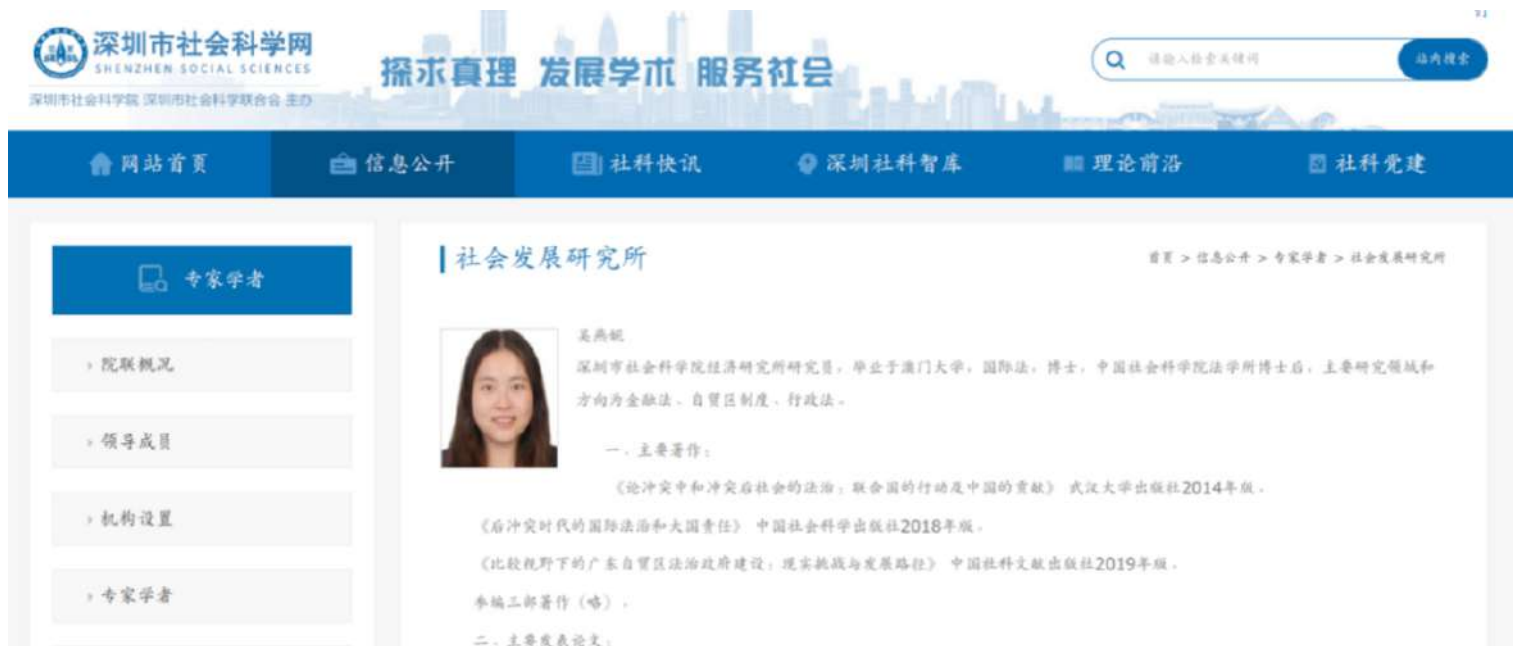 深圳市社会科学网
SHENZHEN SOCIAL SCIENCES
深圳市社会科学院 深圳市社会科学联合会 主办
探求真理 发展学术 服务社会
请输入检索关键词
站内搜索
网站首页
信息公开
社科快讯
深圳社科智库
理论前沿
社科党建
专家学者
> 院联概况
> 领导成员
> 机构设置
> 专家学者
社会发展研究所
首页 > 信息公开 > 专家学者 > 社会发展研究所
吴燕妮
深圳市社会科学院经济研究所研究员，毕业于澳门大学，国际法，博士，中国社会科学院法学所博士后，主要研究领域和
方向为金融法、自贸区制度、行政法。
一、主要著作：
《论冲突中和冲突后社会的法治：联合国的行动及中国的贡献》 武汉大学出版社2014年版。
《后冲突时代的国际法治和大国责任》 中国社会科学出版社2018年版。
《比较视野下的广东自贸区法治政府建设：现实挑战与发展路径》 中国社科文献出版社2019年版。
参编三部著作（略）。
二、主要发表论文：